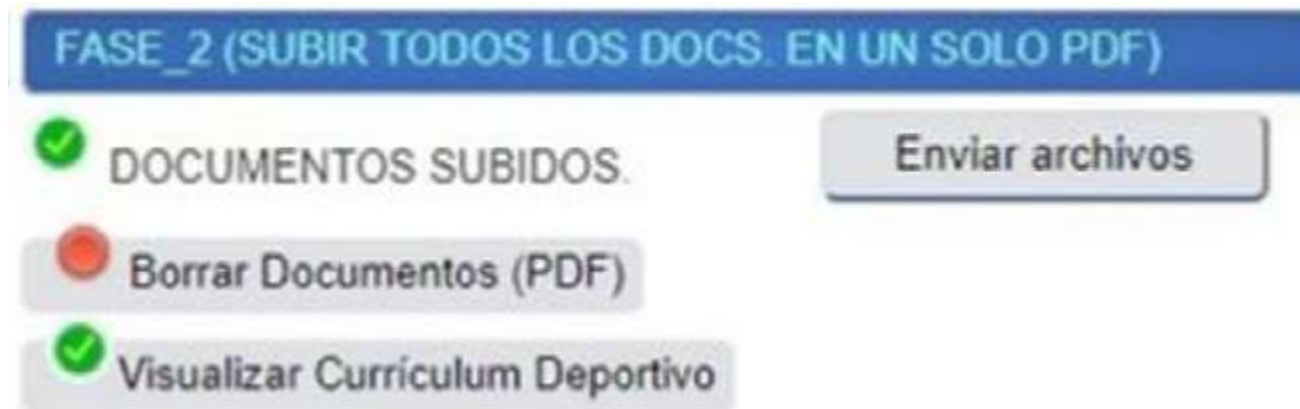 FASE_2 (SUBIR TODOS LOS DOCS. EN UN SOLO PDF)
DOCUMENTOS SUBIDOS.
Enviar archivos
Borrar Documentos (PDF)
Visualizar Currículum Deportivo